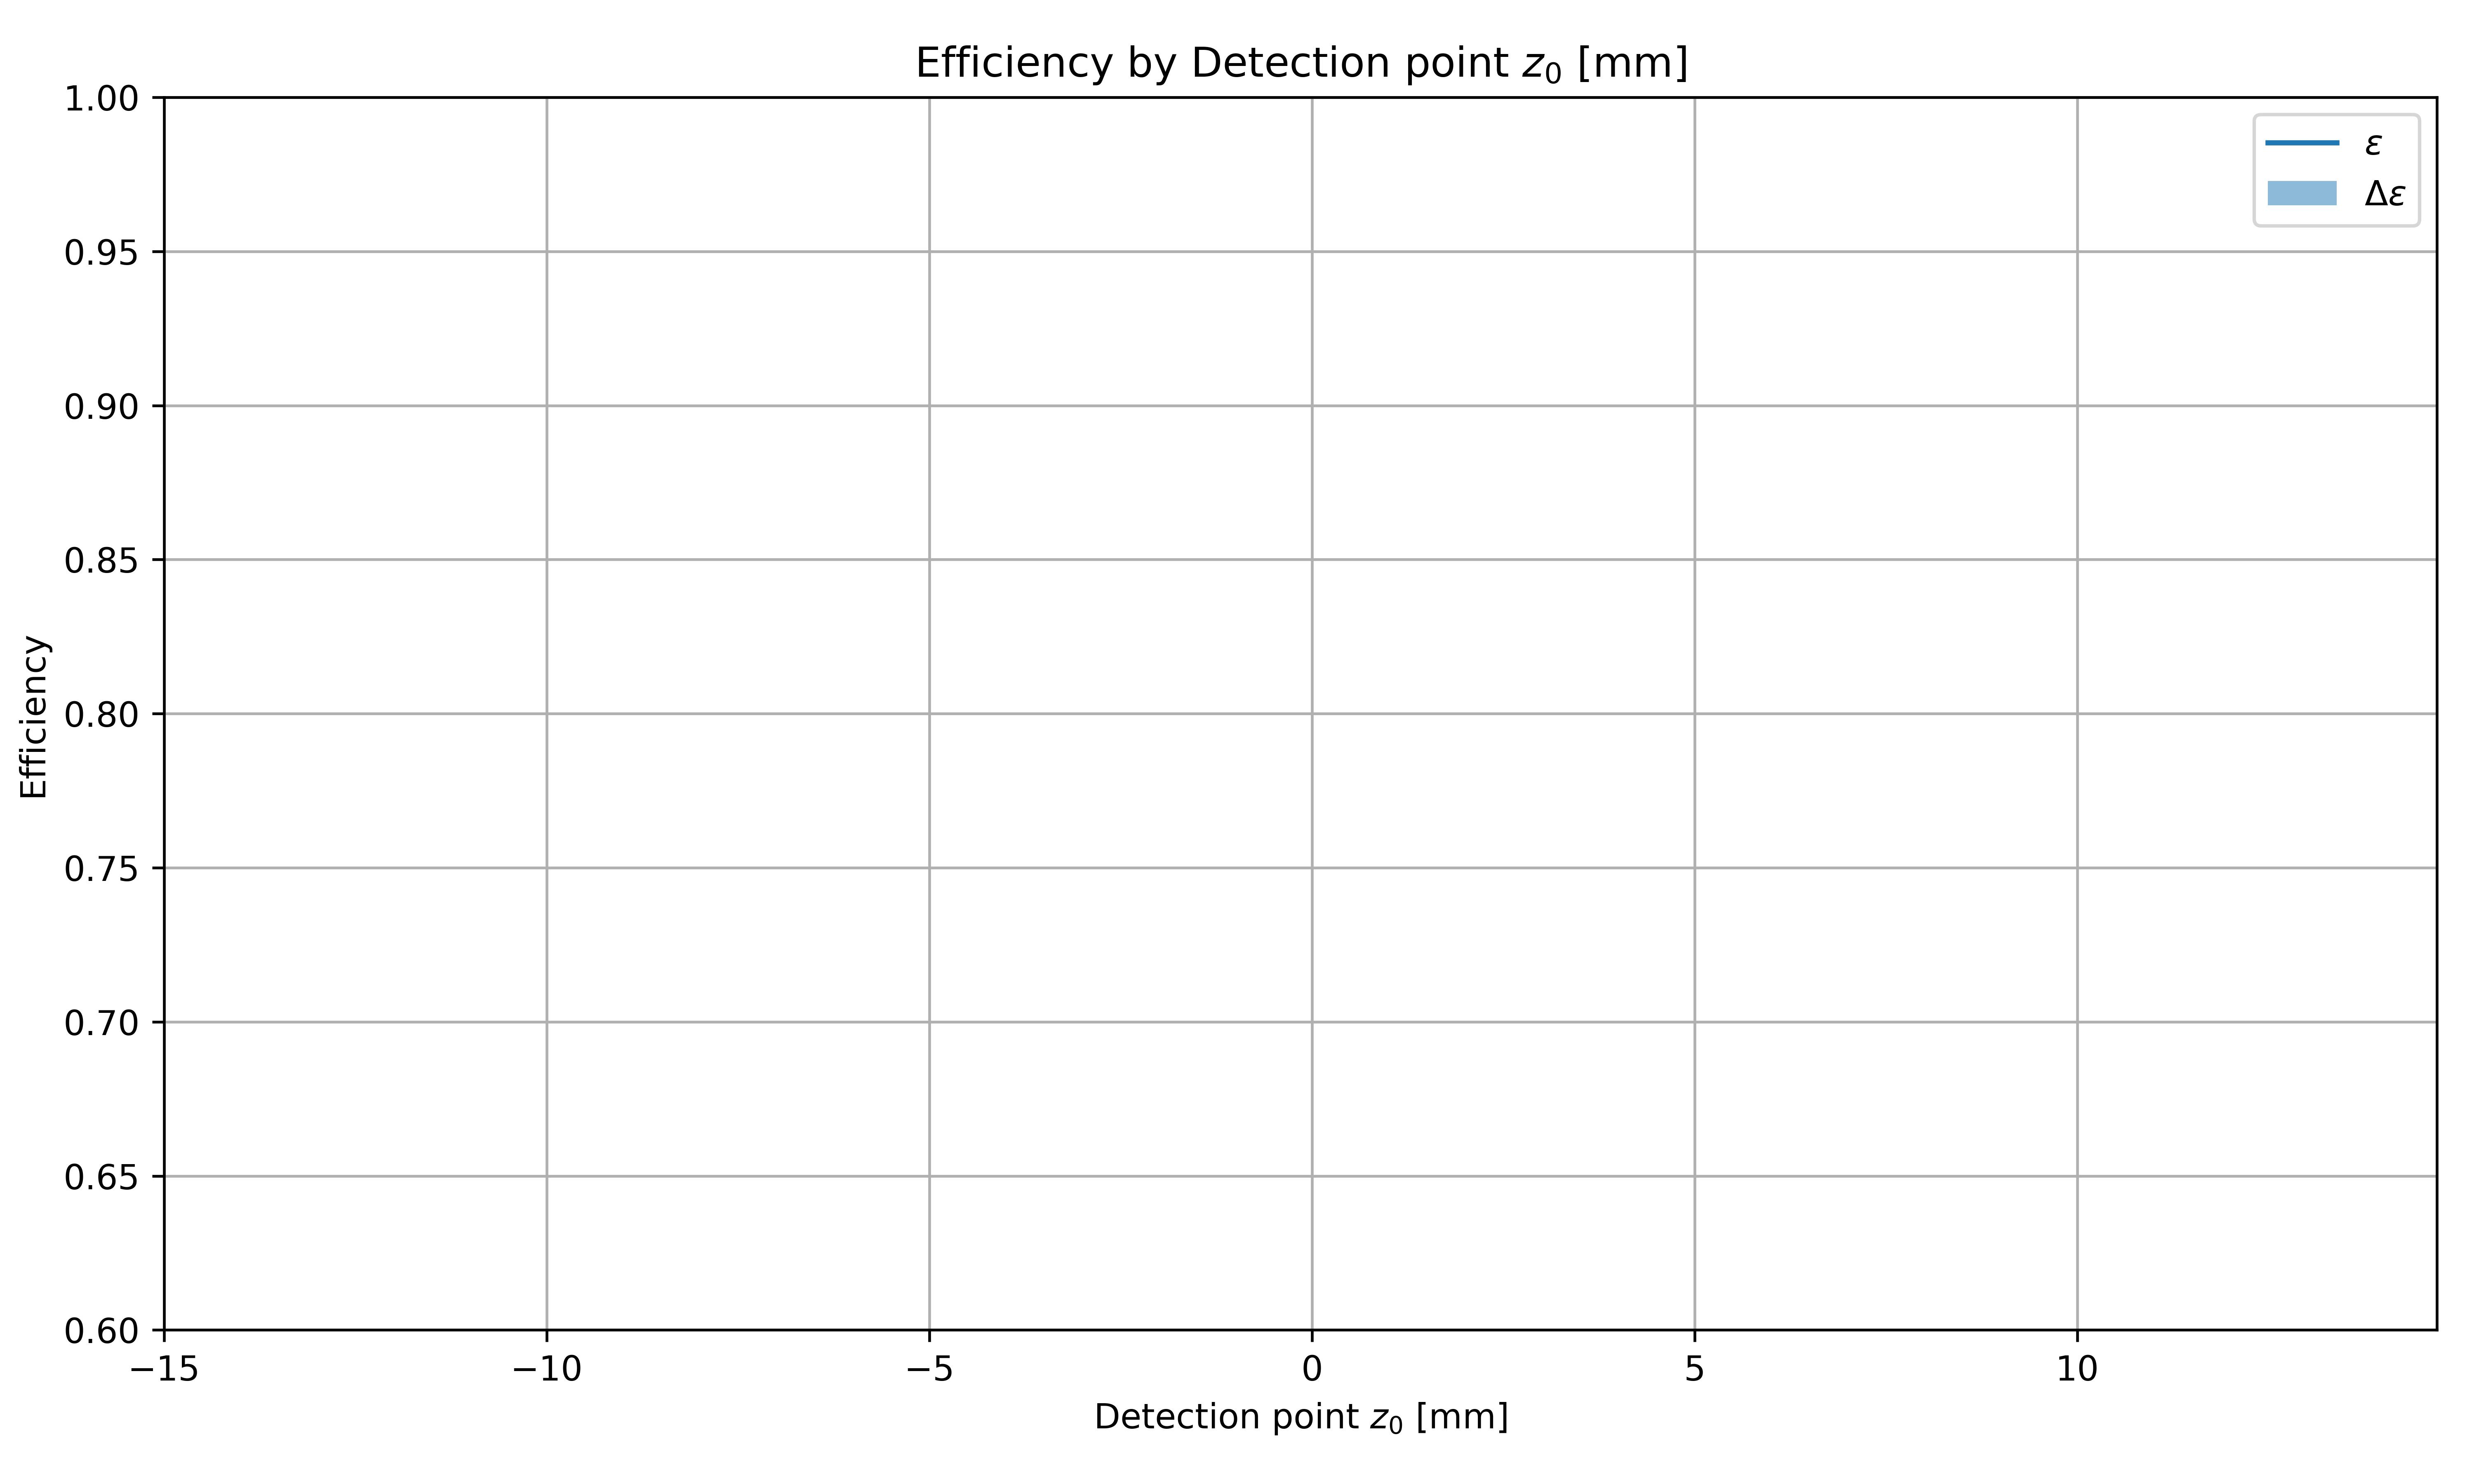 Efficiency by Detection point z₀ [mm]
1.00
0.95
0.90
0.85
0.80
0.75
0.70
0.65
0.60
Efficiency
ε
Δε
−15 −10 −5 0 5 10
Detection point z₀ [mm]